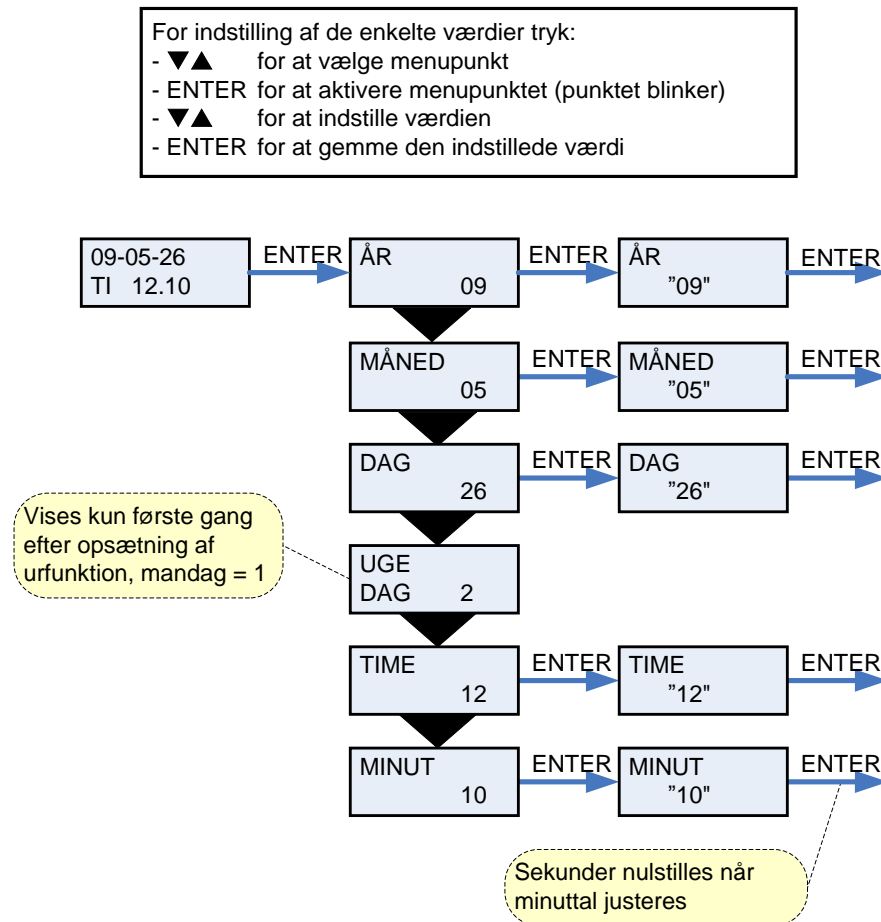 For indstilling af de enkelte værdier tryk:
- ▼▲ for at vælge menupunkt
- ENTER for at aktivere menupunktet (punktet blinker)
- ▼▲ for at indstille værdien
- ENTER for at gemme den indstillede værdi
09-05-26
TI 12.10
ENTER
ÅR
09
ENTER
ÅR
"09"
ENTER
MÅNED
05
ENTER
MÅNED
"05"
ENTER
DAG
26
ENTER
DAG
"26"
ENTER
Vises kun første gang
efter opsætning af
urfunktion, mandag = 1
UGE
DAG 2
TIME
12
ENTER
TIME
"12"
ENTER
MINUT
10
ENTER
MINUT
"10"
ENTER
Sekunder nulstilles når
minuttal justeres